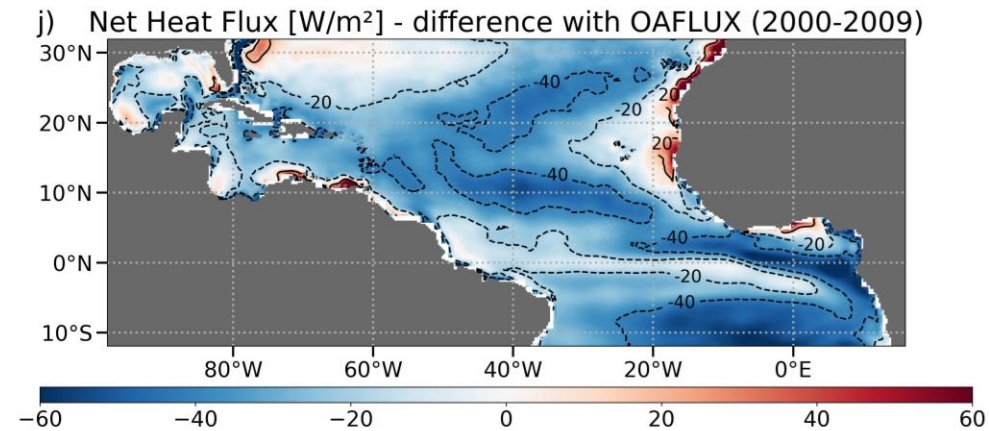 j) Net Heat Flux [W/m²] - difference with OAFLUX (2000-2009)
30°N
20°N
10°N
0°N
10°S
-20
-40
-20
20
20
-40
-40
-20
-20
-40
80°W 60°W 40°W 20°W 0°E
−60 −40 −20 0 20 40 60